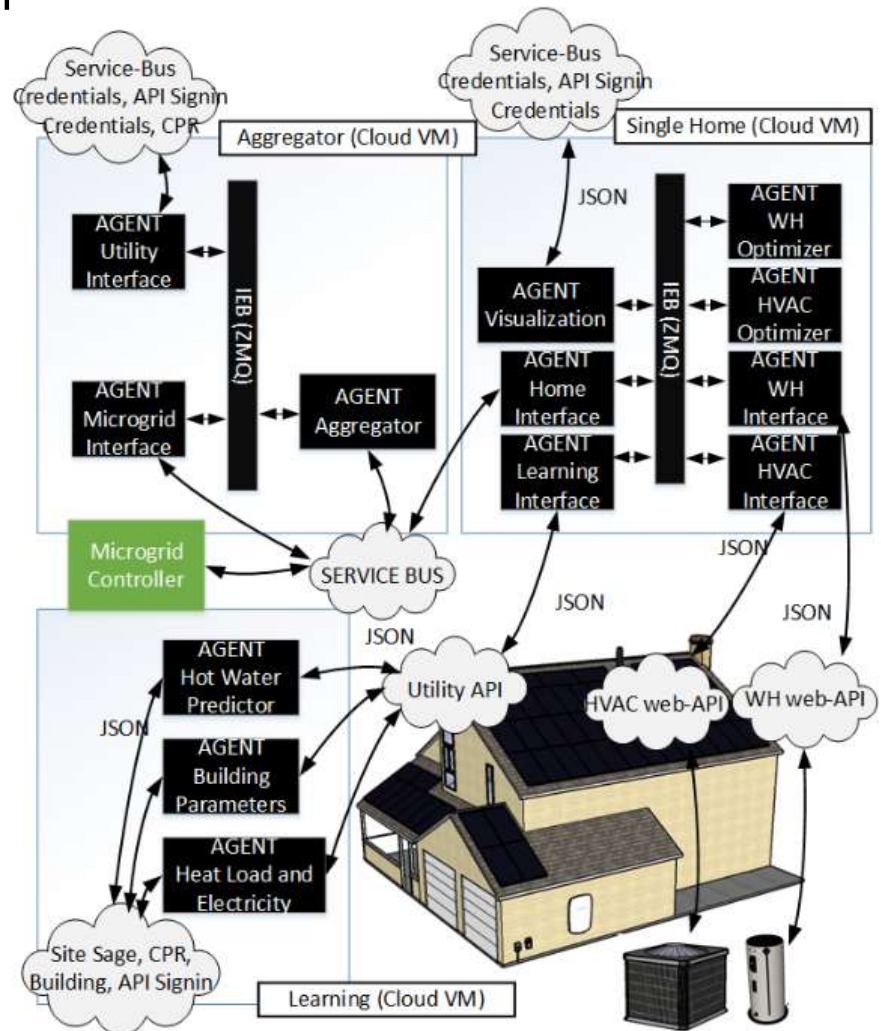 Service-Bus
Credentials, API Signin
Credentials, CPR
Service-Bus
Credentials, API Signin
Credentials
Aggregator (Cloud VM)
Single Home (Cloud VM)
AGENT
Utility
Interface
IEB (ZMQ)
AGENT
Microgrid
Interface
AGENT
Aggregator
JSON
AGENT
Visualization
AGENT
Home
Interface
AGENT
Learning
Interface
IEB (ZMQ)
AGENT
WH
Optimizer
AGENT
HVAC
Optimizer
AGENT
WH
Interface
AGENT
HVAC
Interface
Microgrid
Controller
SERVICE BUS
JSON
JSON
JSON
JSON
AGENT
Hot Water
Predictor
Utility API
HVAC web-API
WH web-API
JSON
AGENT
Building
Parameters
AGENT
Heat Load and
Electricity
Site Sage, CPR,
Building, API Signin
Learning (Cloud VM)